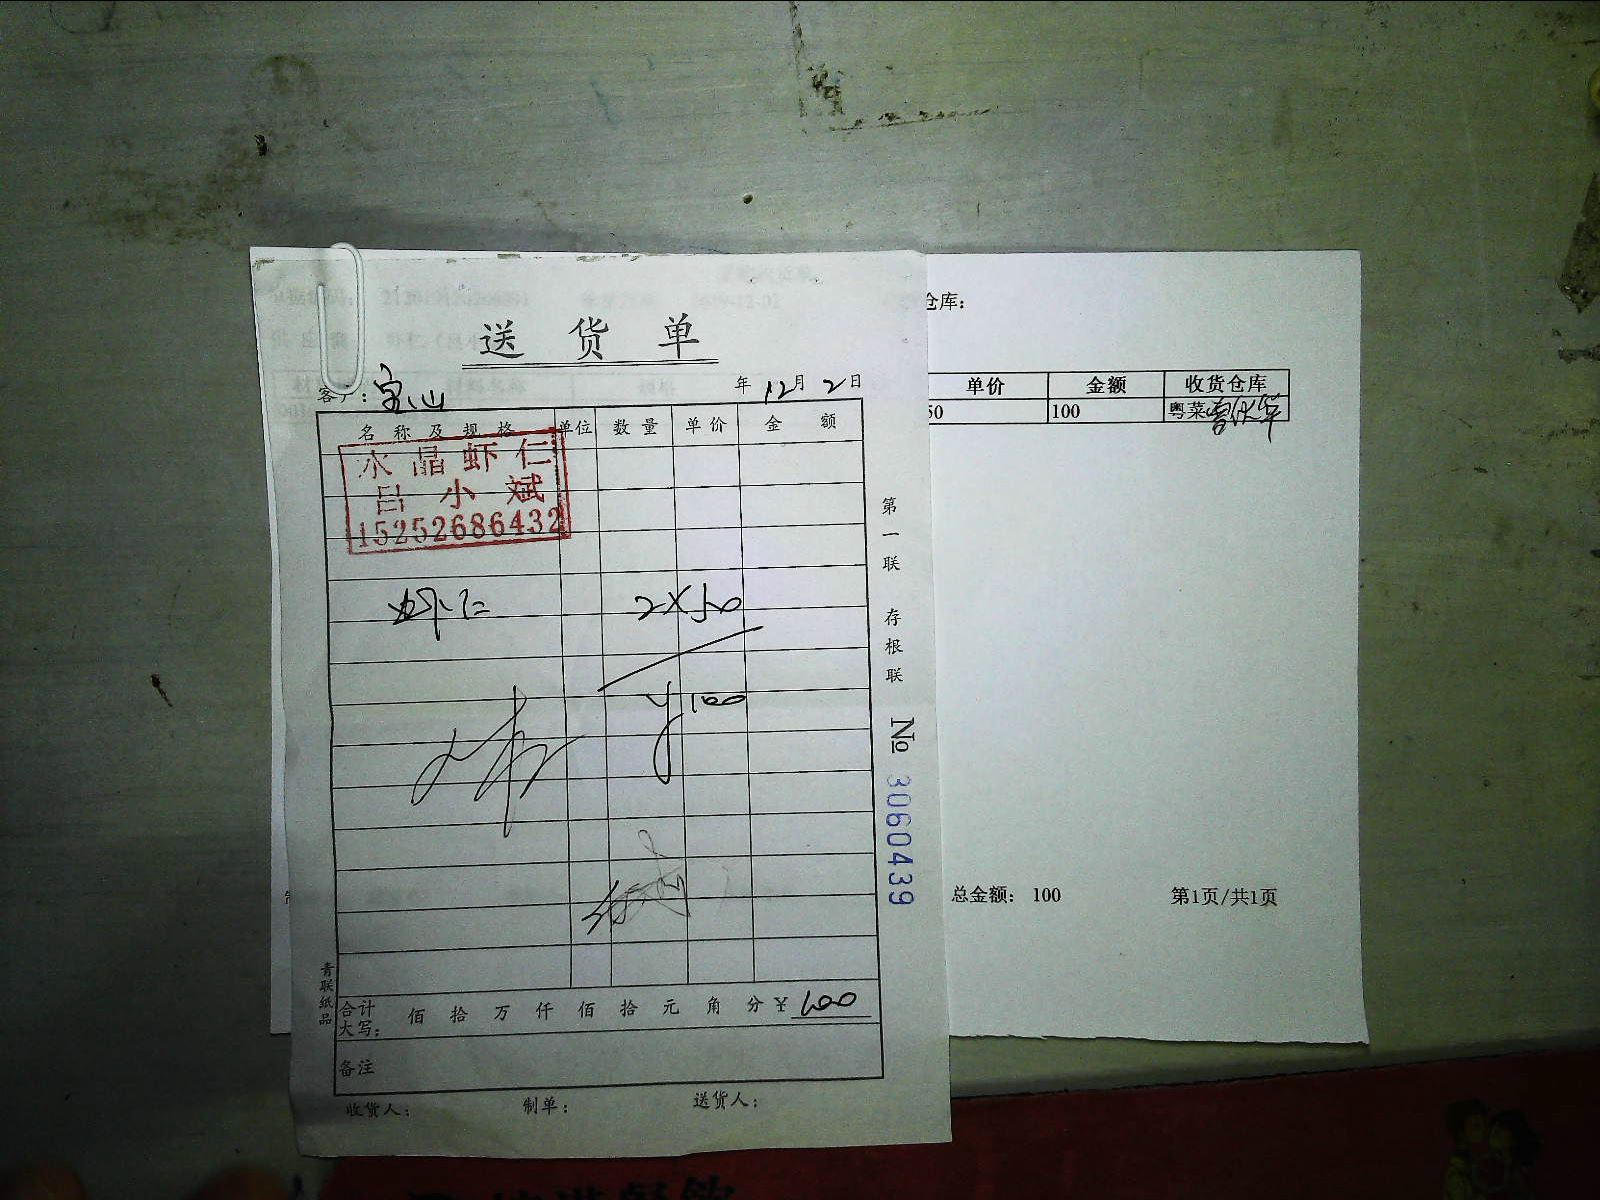 送货单
客户: 宝山 年 12月 2日
名称及规格 单位 数量 单价 金额
水晶虾仁
吕小斌
15252686432
虾仁 2×50
¥100
合计大写: 佰 拾 万 仟 佰 拾 元 角 分 ¥ 100
备注
收货人: 制单: 送货人:
青联纸品
第一联 存根联 № 3060439
仓库:
单价 金额 收货仓库
50 100 粤菜
总金额: 100 第1页/共1页